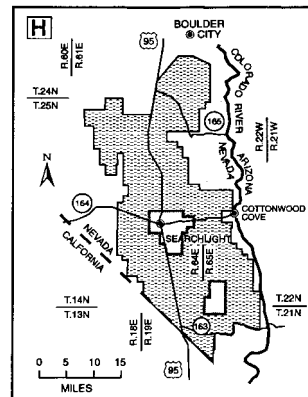 H
BOULDER
CITY
95
R.60E
R.61E
COLORADO RIVER
T.24N
T.25N
165
R.22W
R.21W
NEVADA
ARIZONA
N
164
COTTONWOOD
COVE
SEARCHLIGHT
NEVADA
CALIFORNIA
R.64E
R.65E
T.14N
T.13N
T.22N
T.21N
R.18E
R.19E
163
0 5 10 15
MILES
95